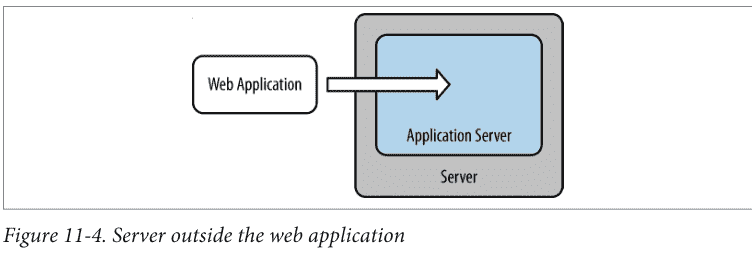 Web Application
Application Server
Server
Figure 11-4. Server outside the web application